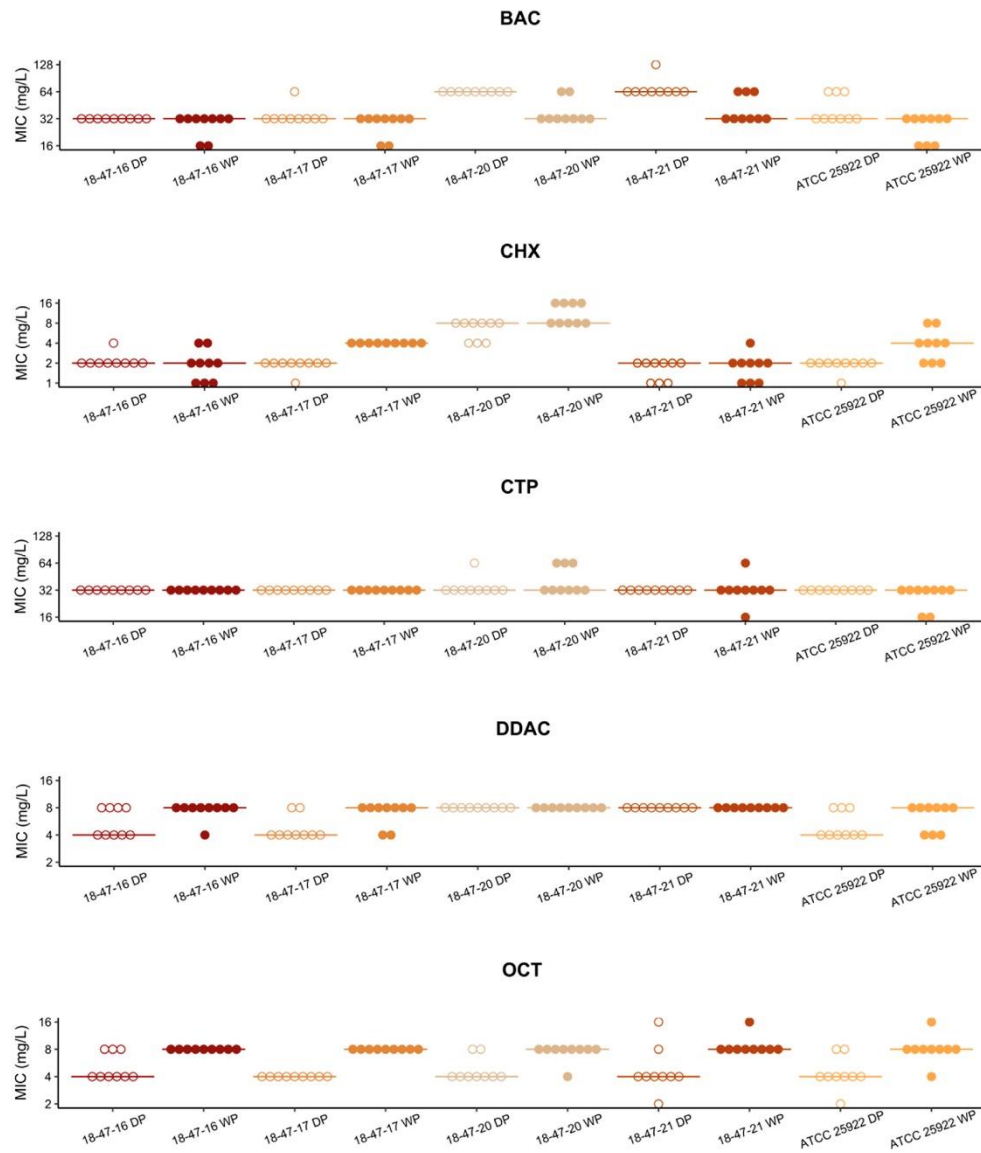 BAC
MIC (mg/L)
128
64
32
16
18-47-16 DP
18-47-16 WP
18-47-17 DP
18-47-17 WP
18-47-20 DP
18-47-20 WP
18-47-21 DP
18-47-21 WP
ATCC 25922 DP
ATCC 25922 WP
CHX
MIC (mg/L)
16
8
4
2
1
18-47-16 DP
18-47-16 WP
18-47-17 DP
18-47-17 WP
18-47-20 DP
18-47-20 WP
18-47-21 DP
18-47-21 WP
ATCC 25922 DP
ATCC 25922 WP
CTP
MIC (mg/L)
128
64
32
16
18-47-16 DP
18-47-16 WP
18-47-17 DP
18-47-17 WP
18-47-20 DP
18-47-20 WP
18-47-21 DP
18-47-21 WP
ATCC 25922 DP
ATCC 25922 WP
DDAC
MIC (mg/L)
16
8
4
2
18-47-16 DP
18-47-16 WP
18-47-17 DP
18-47-17 WP
18-47-20 DP
18-47-20 WP
18-47-21 DP
18-47-21 WP
ATCC 25922 DP
ATCC 25922 WP
OCT
MIC (mg/L)
16
8
4
2
18-47-16 DP
18-47-16 WP
18-47-17 DP
18-47-17 WP
18-47-20 DP
18-47-20 WP
18-47-21 DP
18-47-21 WP
ATCC 25922 DP
ATCC 25922 WP